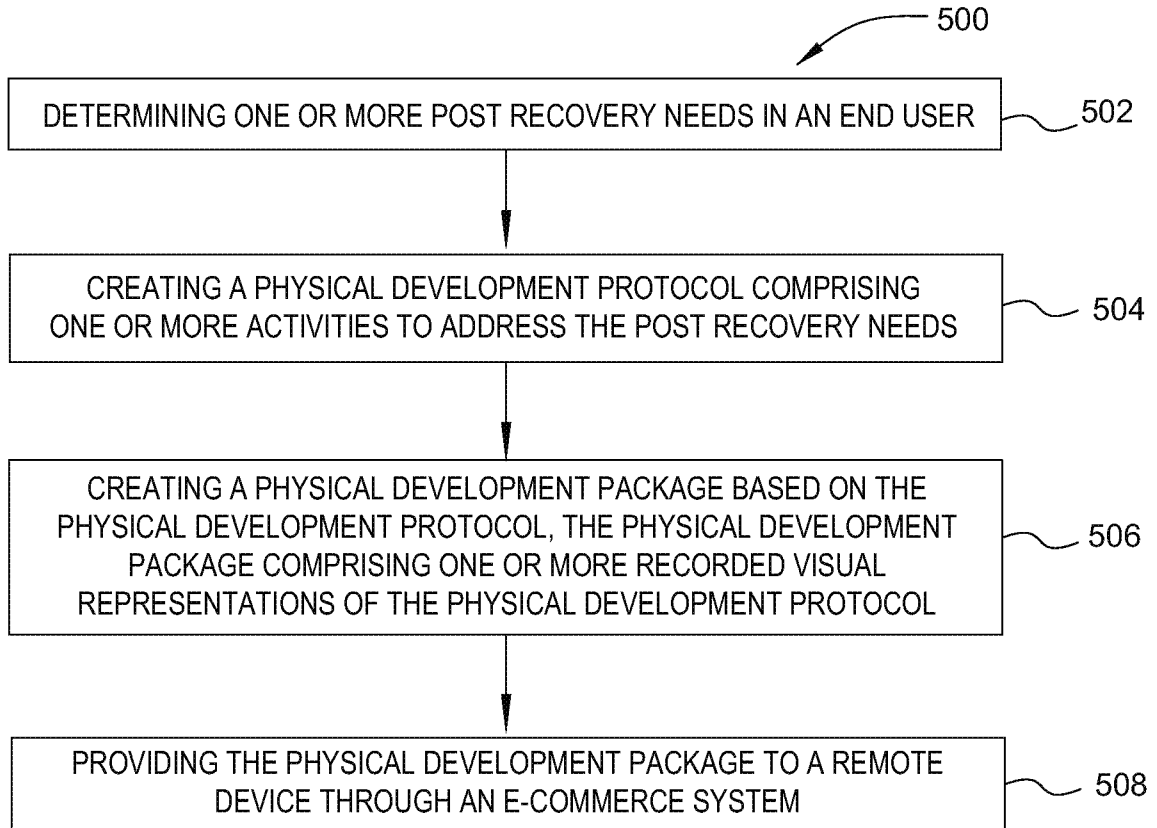 500
DETERMINING ONE OR MORE POST RECOVERY NEEDS IN AN END USER
502
CREATING A PHYSICAL DEVELOPMENT PROTOCOL COMPRISING
ONE OR MORE ACTIVITIES TO ADDRESS THE POST RECOVERY NEEDS
504
CREATING A PHYSICAL DEVELOPMENT PACKAGE BASED ON THE
PHYSICAL DEVELOPMENT PROTOCOL, THE PHYSICAL DEVELOPMENT
PACKAGE COMPRISING ONE OR MORE RECORDED VISUAL
REPRESENTATIONS OF THE PHYSICAL DEVELOPMENT PROTOCOL
506
PROVIDING THE PHYSICAL DEVELOPMENT PACKAGE TO A REMOTE
DEVICE THROUGH AN E-COMMERCE SYSTEM
508